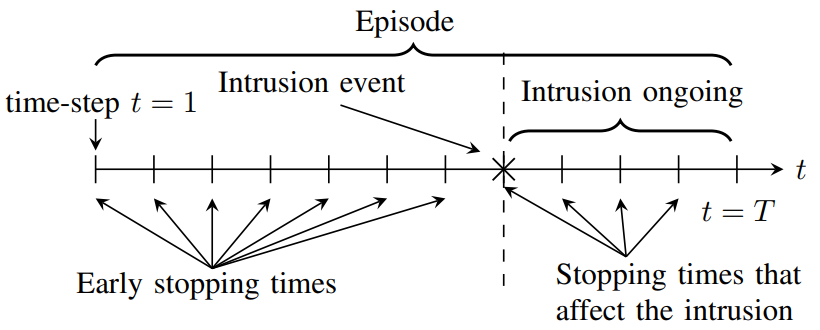 Episode
Intrusion event
Intrusion ongoing
time-step t = 1
t
t = T
Early stopping times
Stopping times that
affect the intrusion